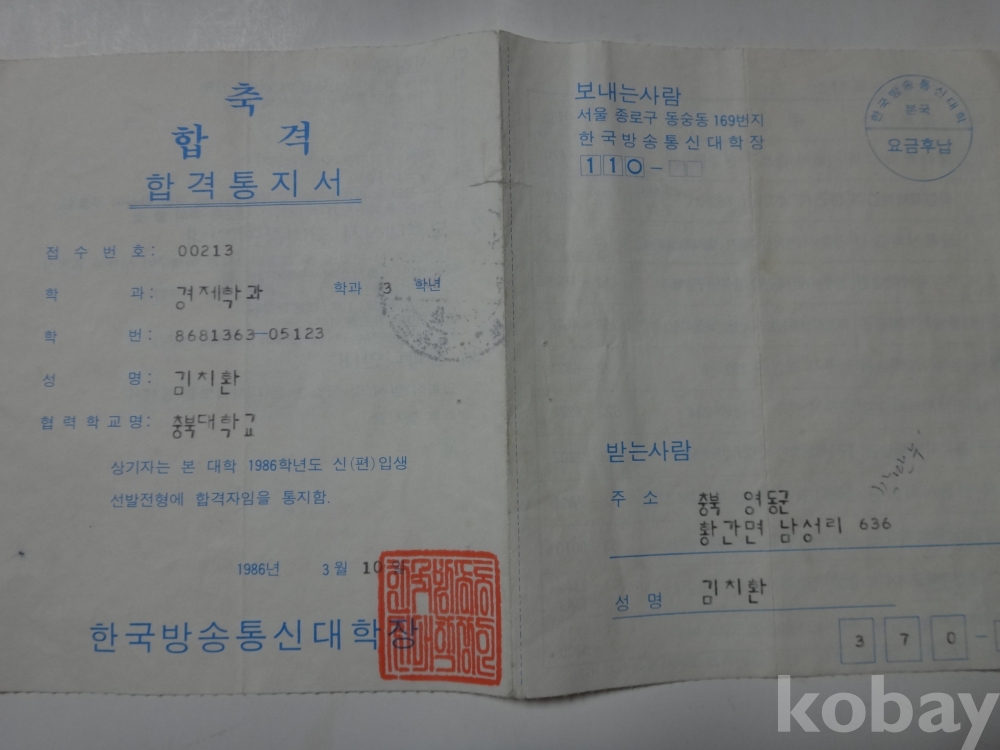 축
합 격
합격통지서
접수번호: 00213
학 과: 경제학과 학과 3 학년
학 번: 8681363-05123
성 명: 김치환
협력학교명: 충북대학교
상기자는 본 대학 1986학년도 신(편)입생
선발전형에 합격자임을 통지함.
1986년 3월 10
한국방송통신대학장
보내는사람
서울 종로구 동숭동 169번지
한국방송통신대학장
110-
한국방송통신대학
분국
요금후납
받는사람
주 소 충북 영동군
황간면 남성리 636
성 명 김치환
370-
kobay